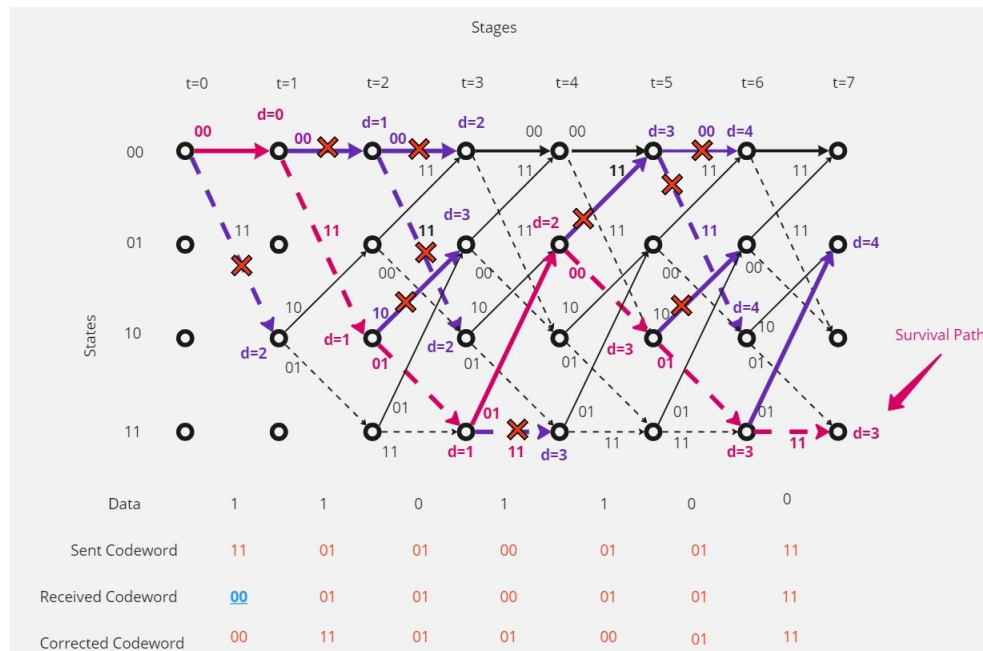 Stages
t=0 t=1 t=2 t=3 t=4 t=5 t=6 t=7
d=0 d=1 d=2 d=3 d=4
00 00 00 00 00 00
00
11 11 11 11 11
d=3 d=2
11 11 11 11 11 11 11
01 d=4
00 00 00 00 00
10 10 10 10 10 d=4
10
d=2 d=1 d=2 d=3
Survival Path
01 01 01 01 01 01
01 01 01 01 01
11
11 d=1 11 d=3 11 11 d=3 11 d=3
Data 1 1 0 1 1 0 0
Sent Codeword 11 01 01 00 01 01 11
Received Codeword 00 01 01 00 01 01 11
Corrected Codeword 00 11 01 01 00 01 11
States